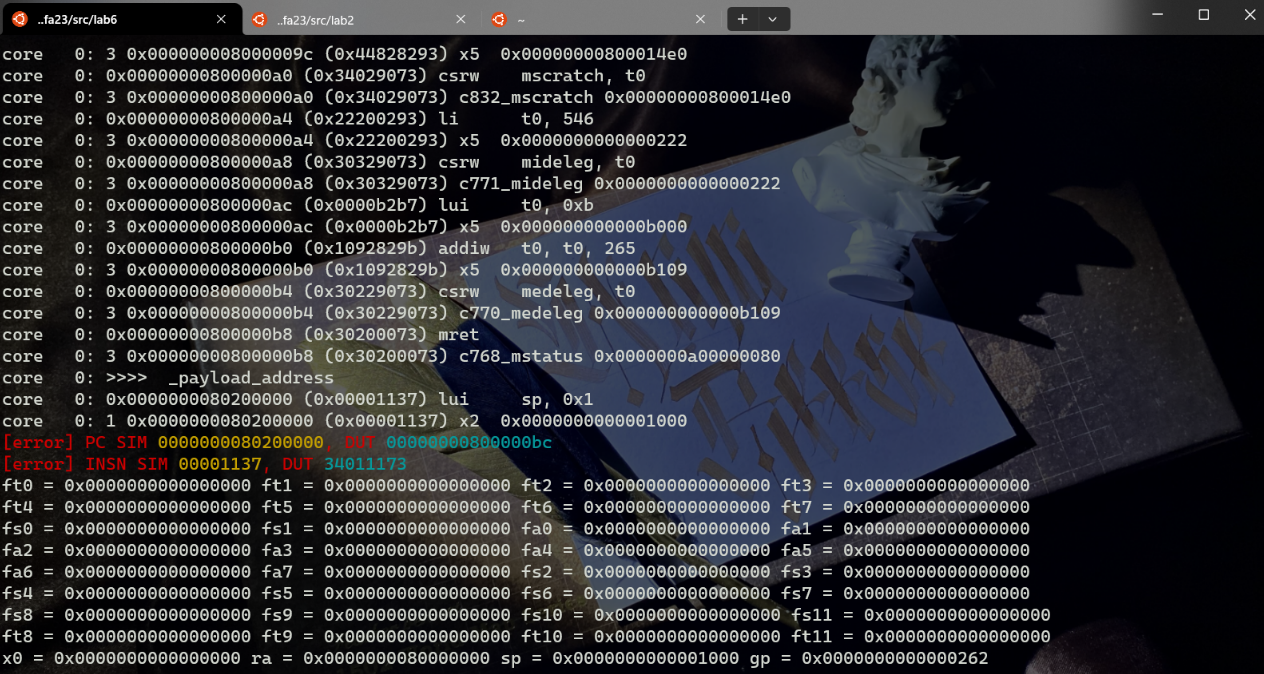 ..fa23/src/lab6
..fa23/src/lab2
~
core   0: 3 0x000000008000009c (0x44828293) x5  0x00000000800014e0
core   0: 0x00000000800000a0 (0x34029073) csrw    mscratch, t0
core   0: 3 0x00000000800000a0 (0x34029073) c832_mscratch 0x00000000800014e0
core   0: 0x00000000800000a4 (0x22200293) li      t0, 546
core   0: 3 0x00000000800000a4 (0x22200293) x5  0x0000000000000222
core   0: 0x00000000800000a8 (0x30329073) csrw    mideleg, t0
core   0: 3 0x00000000800000a8 (0x30329073) c771_mideleg 0x0000000000000222
core   0: 0x00000000800000ac (0x0000b2b7) lui     t0, 0xb
core   0: 3 0x00000000800000ac (0x0000b2b7) x5  0x000000000000b000
core   0: 0x00000000800000b0 (0x1092829b) addiw   t0, t0, 265
core   0: 3 0x00000000800000b0 (0x1092829b) x5  0x000000000000b109
core   0: 0x00000000800000b4 (0x30229073) csrw    medeleg, t0
core   0: 3 0x00000000800000b4 (0x30229073) c770_medeleg 0x000000000000b109
core   0: 0x00000000800000b8 (0x30200073) mret
core   0: 3 0x00000000800000b8 (0x30200073) c768_mstatus 0x0000000a00000080
core   0: >>>>  _payload_address
core   0: 0x0000000080200000 (0x00001137) lui     sp, 0x1
core   0: 1 0x0000000080200000 (0x00001137) x2  0x0000000000001000
[error] PC SIM 0000000080200000, DUT 00000000800000bc
[error] INSN SIM 00001137, DUT 34011173
ft0 = 0x0000000000000000 ft1 = 0x0000000000000000 ft2 = 0x0000000000000000 ft3 = 0x0000000000000000
ft4 = 0x0000000000000000 ft5 = 0x0000000000000000 ft6 = 0x0000000000000000 ft7 = 0x0000000000000000
fs0 = 0x0000000000000000 fs1 = 0x0000000000000000 fa0 = 0x0000000000000000 fa1 = 0x0000000000000000
fa2 = 0x0000000000000000 fa3 = 0x0000000000000000 fa4 = 0x0000000000000000 fa5 = 0x0000000000000000
fa6 = 0x0000000000000000 fa7 = 0x0000000000000000 fs2 = 0x0000000000000000 fs3 = 0x0000000000000000
fs4 = 0x0000000000000000 fs5 = 0x0000000000000000 fs6 = 0x0000000000000000 fs7 = 0x0000000000000000
fs8 = 0x0000000000000000 fs9 = 0x0000000000000000 fs10 = 0x0000000000000000 fs11 = 0x0000000000000000
ft8 = 0x0000000000000000 ft9 = 0x0000000000000000 ft10 = 0x0000000000000000 ft11 = 0x0000000000000000
x0 = 0x0000000000000000 ra = 0x0000000080000000 sp = 0x0000000000001000 gp = 0x0000000000000262